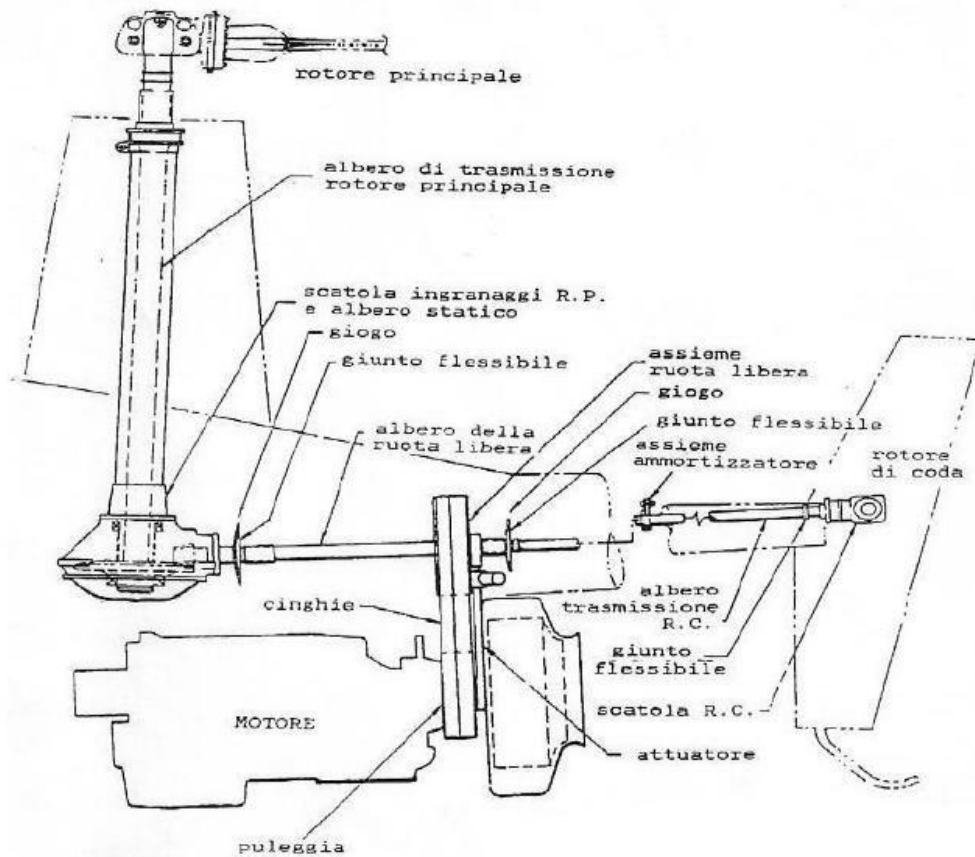 rotore principale
albero di trasmissione
rotore principale
scatola ingranaggi R.P.
e albero statico
giogo
giunto flessibile
albero della
ruota libera
assieme
ruota libera
giogo
giunto flessibile
assieme
ammortizzatore
rotore
di coda
cinghie
albero
trasmissione
R.C.
giunto
flessibile
scatola R.C.
MOTORE
attuatore
puleggia